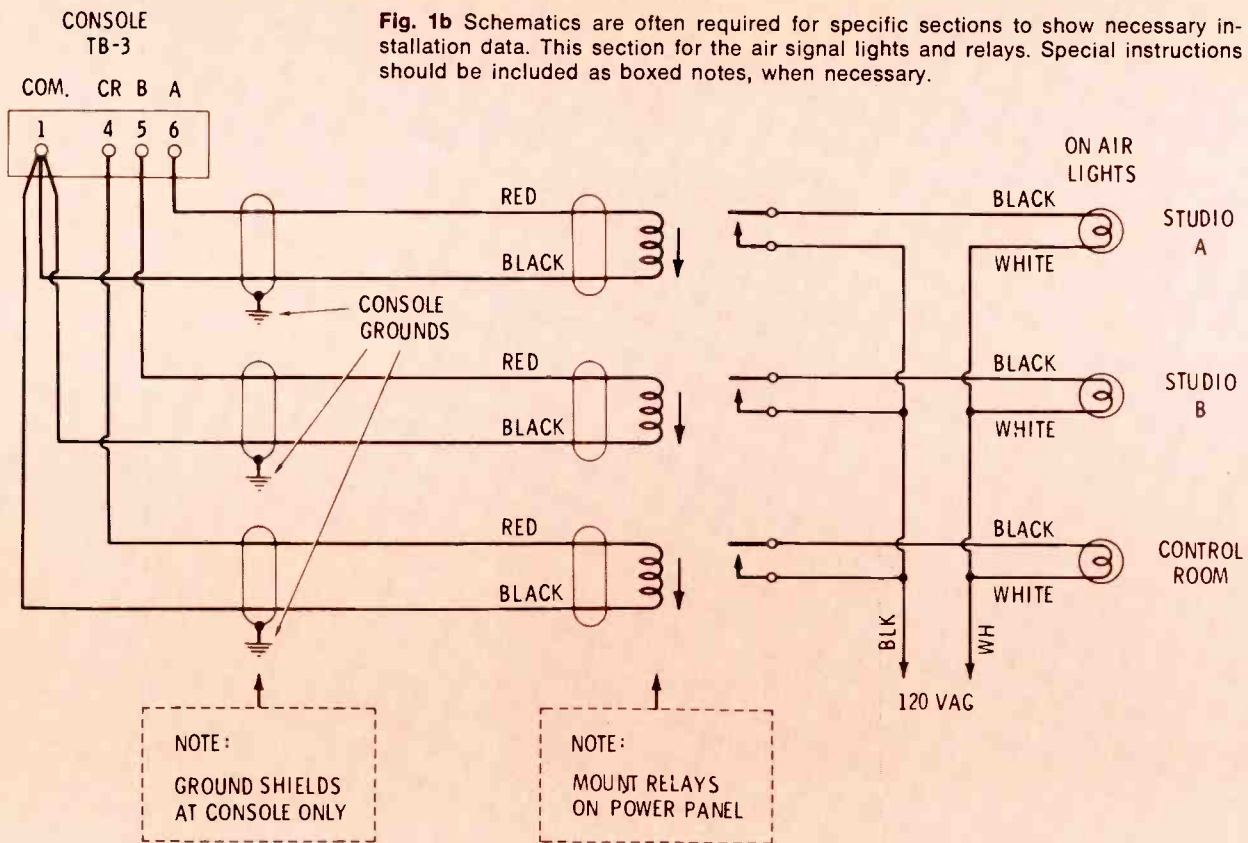 CONSOLE
TB-3
Fig. 1b Schematics are often required for specific sections to show necessary in-
stallation data. This section for the air signal lights and relays. Special instructions
should be included as boxed notes, when necessary.
COM. CR B A
1 4 5 6
ON AIR
LIGHTS
RED
BLACK
BLACK
WHITE
STUDIO
A
CONSOLE
GROUNDS
RED
BLACK
BLACK
WHITE
STUDIO
B
RED
BLACK
BLACK
WHITE
CONTROL
ROOM
BLK
WH
120 VAG
NOTE:
GROUND SHIELDS
AT CONSOLE ONLY
NOTE:
MOUNT RELAYS
ON POWER PANEL